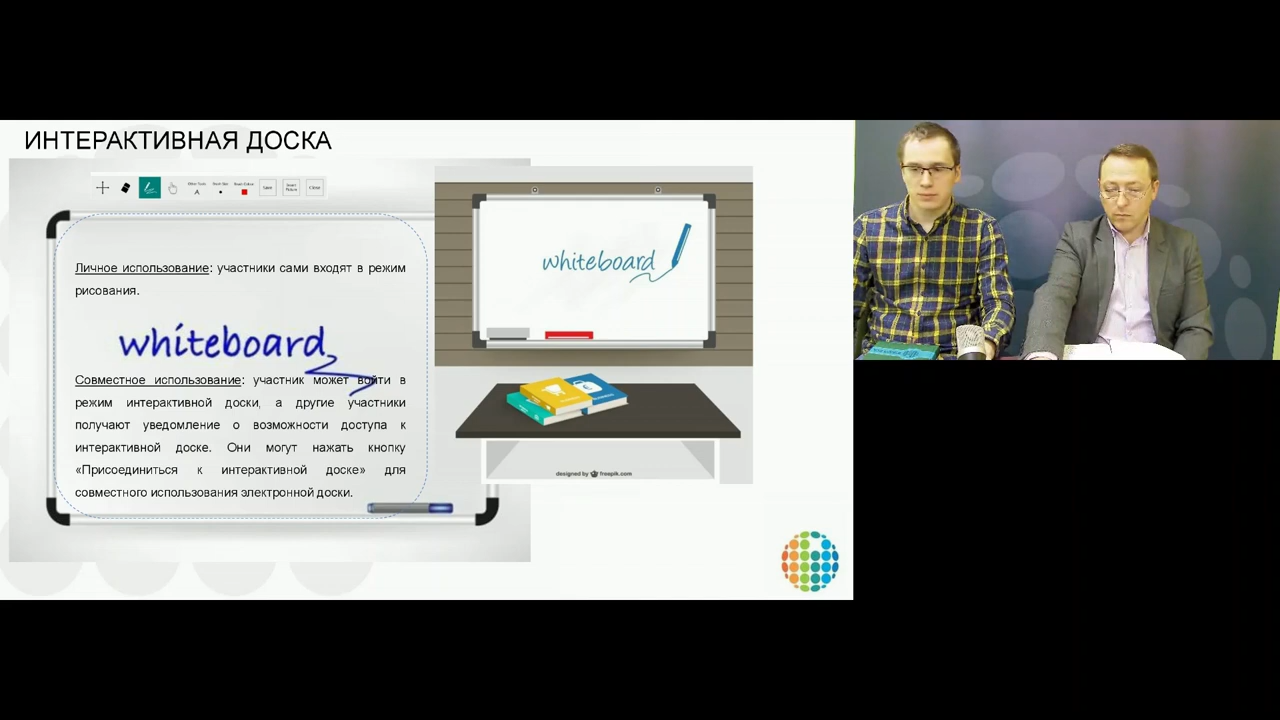 ИНТЕРАКТИВНАЯ ДОСКА
Save
Insert Picture
Close
Личное использование: участники сами входят в режим
рисования.
whiteboard
Совместное использование: участник может войти в
режим интерактивной доски, а другие участники
получают уведомление о возможности доступа к
интерактивной доске. Они могут нажать кнопку
«Присоединиться к интерактивной доске» для
совместного использования электронной доски.
whiteboard
designed by freepik.com